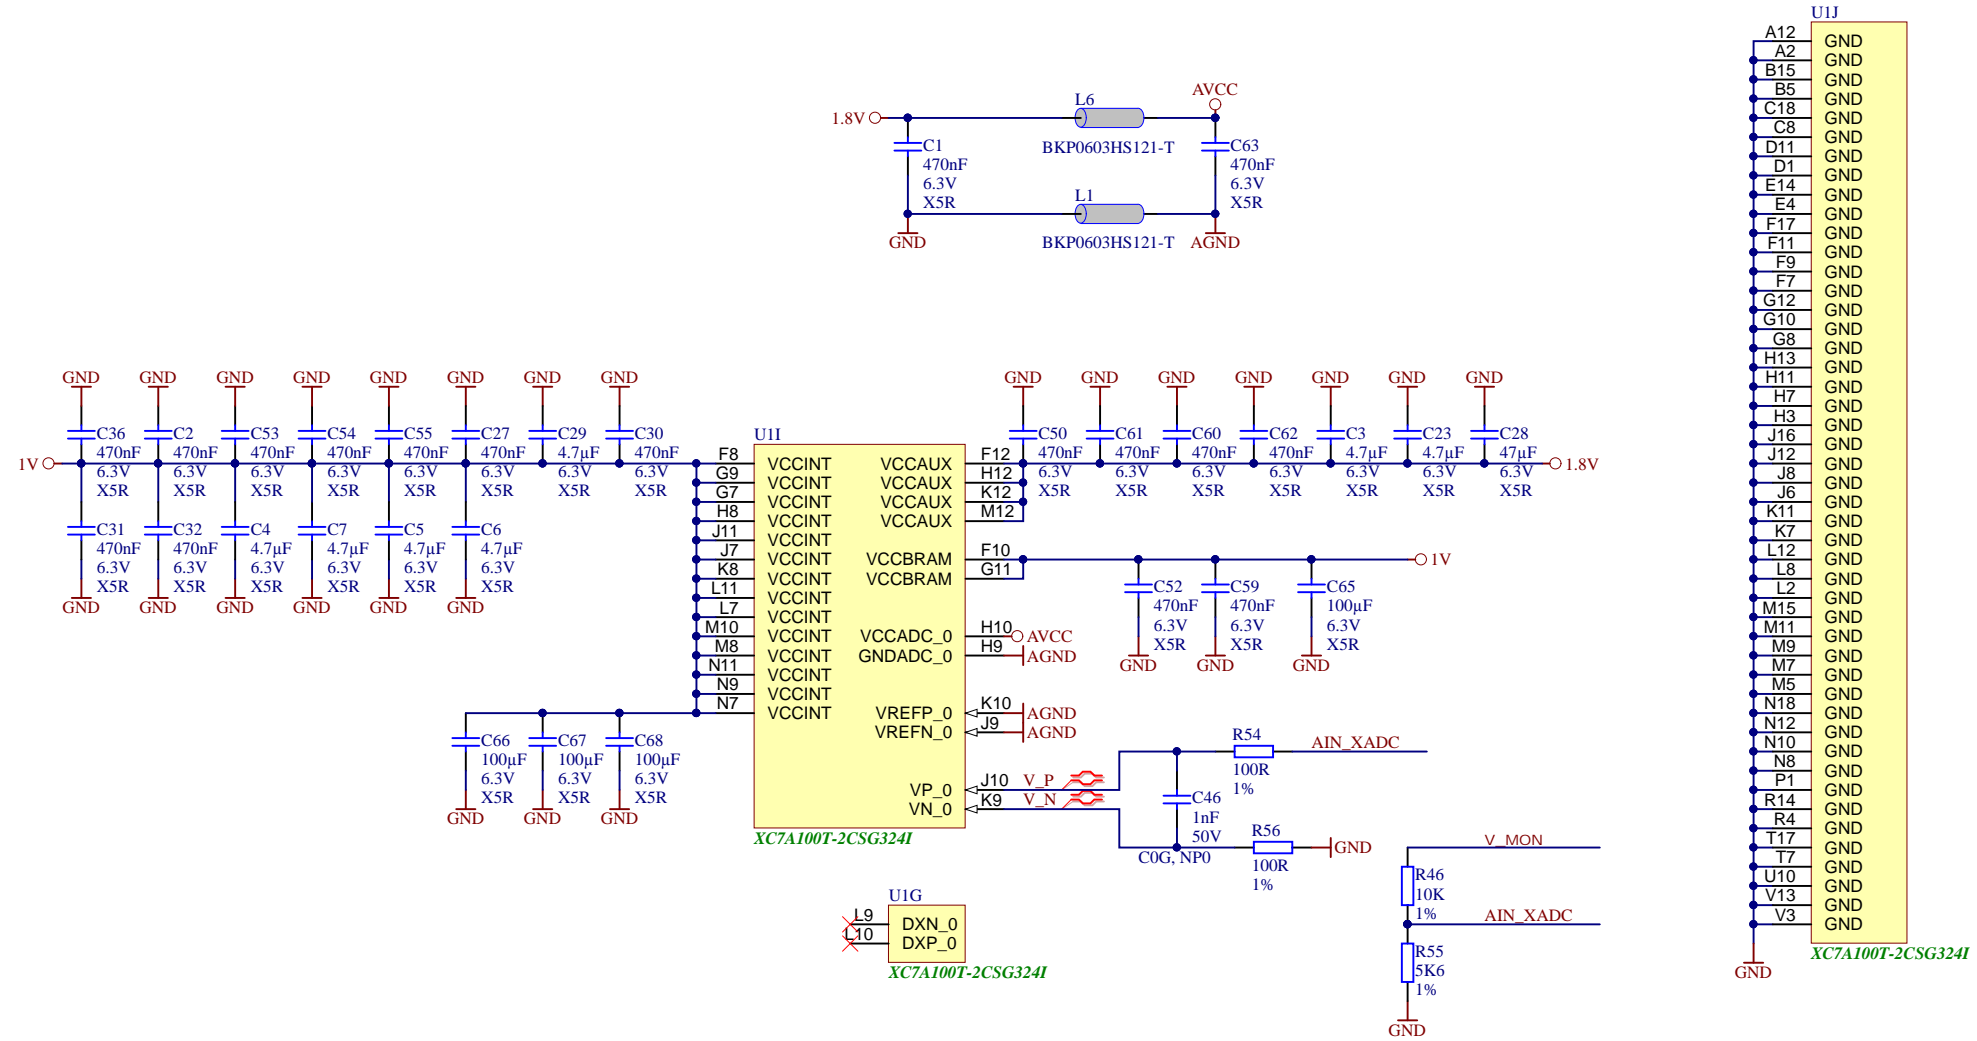 1.8V
C1
470nF
6.3V
X5R
GND
L6
BKP0603HS121-T
L1
BKP0603HS121-T
AVCC
C63
470nF
6.3V
X5R
AGND
GND GND GND GND GND GND GND GND
C36 C2 C53 C54 C55 C27 C29 C30
470nF 470nF 470nF 470nF 470nF 470nF 4.7µF 470nF
1V
6.3V 6.3V 6.3V 6.3V 6.3V 6.3V 6.3V 6.3V
X5R X5R X5R X5R X5R X5R X5R X5R
C31 C32 C4 C7 C5 C6
470nF 470nF 4.7µF 4.7µF 4.7µF 4.7µF
6.3V 6.3V 6.3V 6.3V 6.3V 6.3V
X5R X5R X5R X5R X5R X5R
GND GND GND GND GND GND
C66 C67 C68
100µF 100µF 100µF
6.3V 6.3V 6.3V
X5R X5R X5R
GND GND GND
U1I
F8 VCCINT
G9 VCCINT
G7 VCCINT
H8 VCCINT
J11 VCCINT
J7 VCCINT
K8 VCCINT
L11 VCCINT
L7 VCCINT
M10 VCCINT
M8 VCCINT
N11 VCCINT
N9 VCCINT
N7 VCCINT
VCCAUX F12
VCCAUX H12
VCCAUX K12
VCCAUX M12
VCCBRAM F10
VCCBRAM G11
VCCADC_0 H10 AVCC
GNDADC_0 H9 AGND
VREFP_0 K10 AGND
VREFN_0 J9 AGND
VP_0 J10 V_P
VN_0 K9 V_N
XC7A100T-2CSG324I
GND GND GND GND GND GND GND
C50 C61 C60 C62 C3 C23 C28
470nF 470nF 470nF 470nF 4.7µF 4.7µF 47µF
1.8V
6.3V 6.3V 6.3V 6.3V 6.3V 6.3V 6.3V
X5R X5R X5R X5R X5R X5R X5R
1V
C52 C59 C65
470nF 470nF 100µF
6.3V 6.3V 6.3V
X5R X5R X5R
GND GND GND
R54
100R
1%
AIN_XADC
C46
1nF
50V
C0G, NP0
R56
100R
1%
GND
V_MON
R46
10K
1%
AIN_XADC
R55
5K6
1%
GND
U1G
L9 DXN_0
L10 DXP_0
XC7A100T-2CSG324I
U1J
A12 GND
A2 GND
B15 GND
B5 GND
C18 GND
C8 GND
D11 GND
D1 GND
E14 GND
E4 GND
F17 GND
F11 GND
F9 GND
F7 GND
G12 GND
G10 GND
G8 GND
H13 GND
H11 GND
H7 GND
H3 GND
J16 GND
J12 GND
J8 GND
J6 GND
K11 GND
K7 GND
L12 GND
L8 GND
L2 GND
M15 GND
M11 GND
M9 GND
M7 GND
M5 GND
N18 GND
N12 GND
N10 GND
N8 GND
P1 GND
R14 GND
R4 GND
T17 GND
T7 GND
U10 GND
V13 GND
V3 GND
XC7A100T-2CSG324I
GND